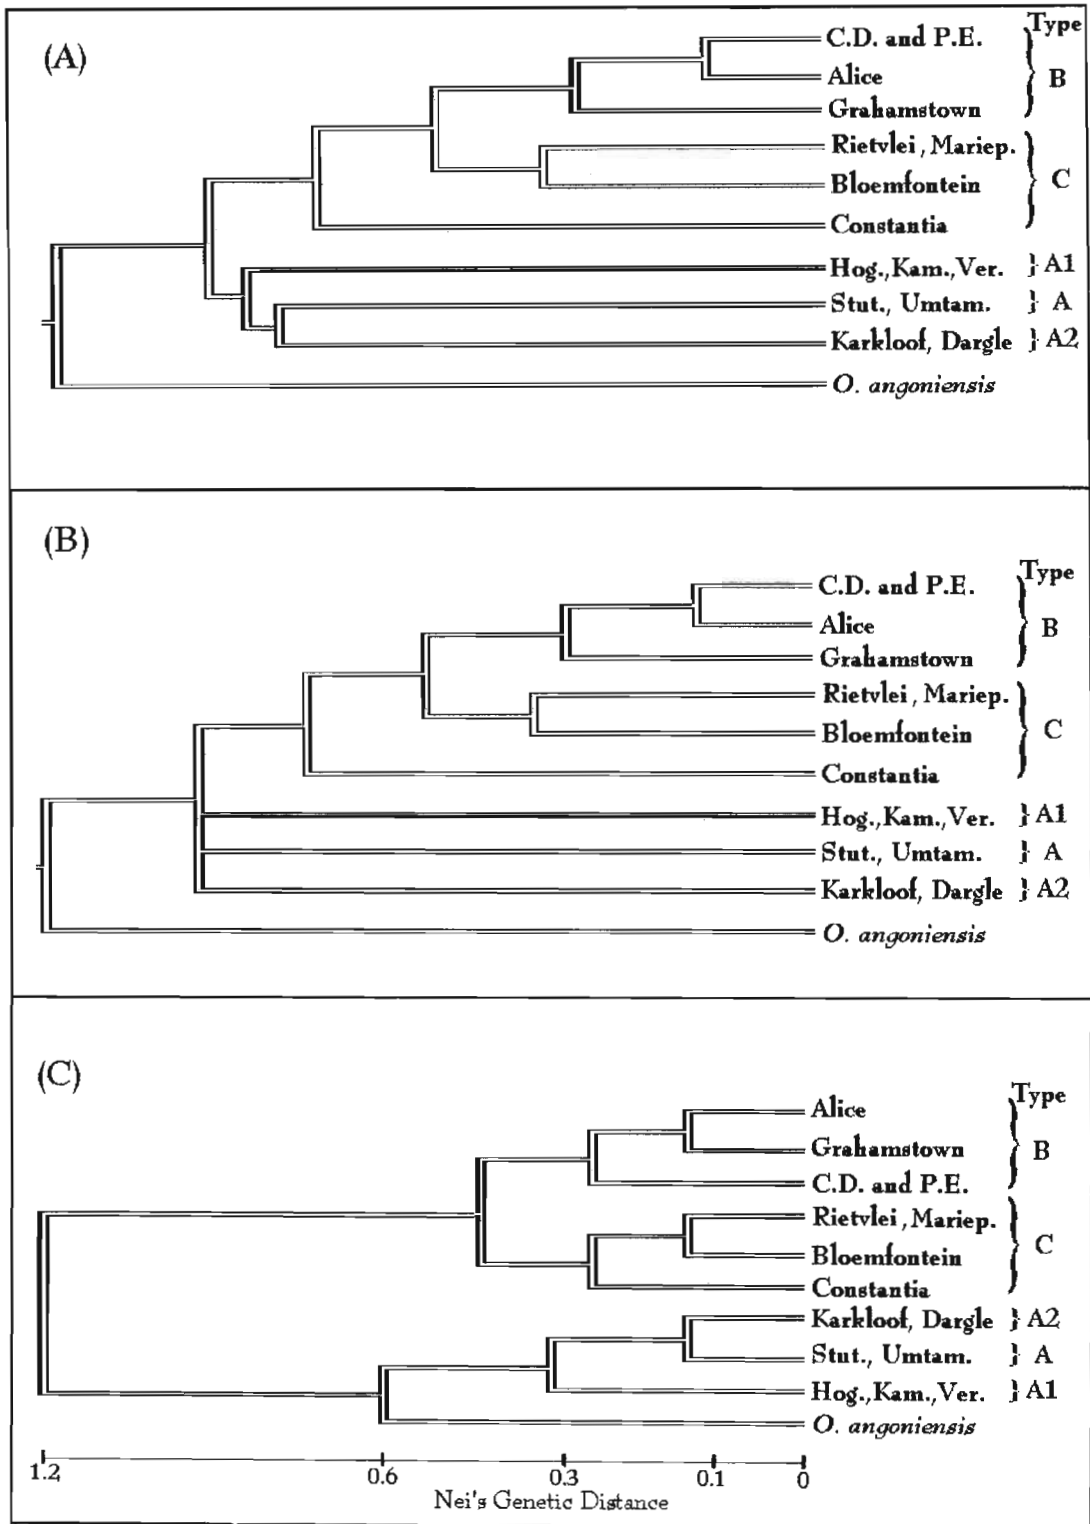 (A)
Type
C.D. and P.E.
Alice
B
Grahamstown
Rietvlei, Mariep.
Bloemfontein
C
Constantia
Hog.,Kam.,Ver. } A1
Stut., Umtam. } A
Karkloof, Dargle } A2
O. angoniensis
(B)
Type
C.D. and P.E.
Alice
B
Grahamstown
Rietvlei, Mariep.
Bloemfontein
C
Constantia
Hog.,Kam.,Ver. } A1
Stut., Umtam. } A
Karkloof, Dargle } A2
O. angoniensis
(C)
Type
Alice
Grahamstown
B
C.D. and P.E.
Rietvlei, Mariep.
Bloemfontein
C
Constantia
Karkloof, Dargle } A2
Stut., Umtam. } A
Hog.,Kam.,Ver. } A1
O. angoniensis
1.2 0.6 0.3 0.1 0
Nei's Genetic Distance